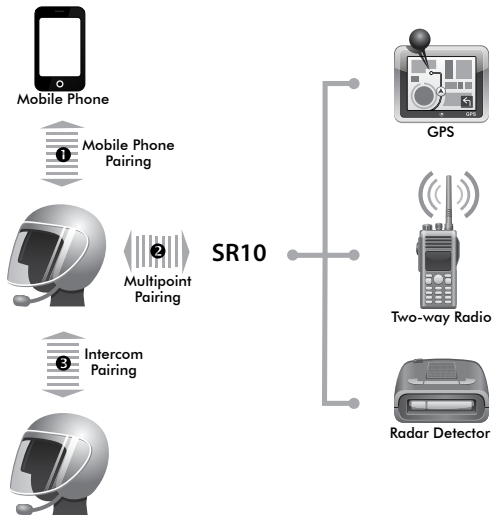 Mobile Phone
❶
Mobile Phone
Pairing
❷
Multipoint
Pairing
SR10
❸
Intercom
Pairing
GPS
GPS
Two-way Radio
Radar Detector